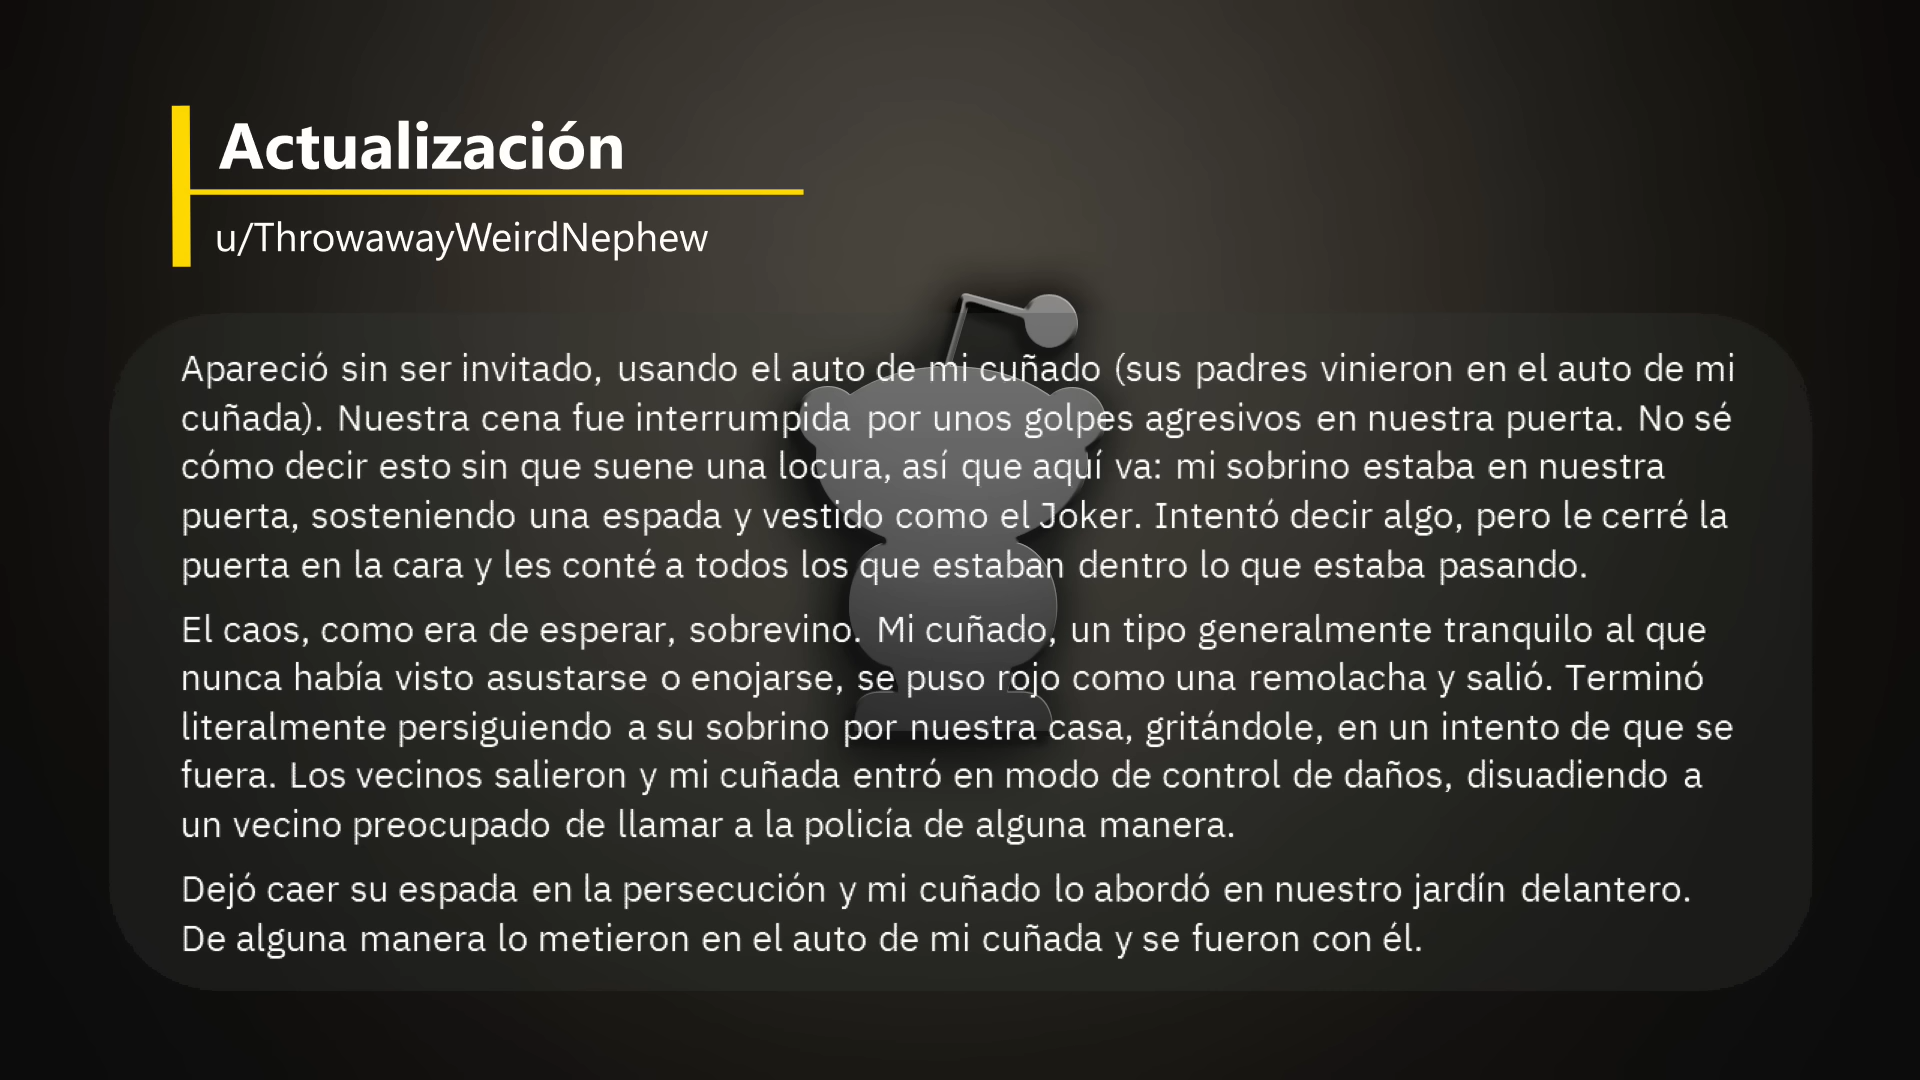 Actualización
u/ThrowawayWeirdNephew
Apareció sin ser invitado, usando el auto de mi cuñado (sus padres vinieron en el auto de mi
cuñada). Nuestra cena fue interrumpida por unos golpes agresivos en nuestra puerta. No sé
cómo decir esto sin que suene una locura, así que aquí va: mi sobrino estaba en nuestra
puerta, sosteniendo una espada y vestido como el Joker. Intentó decir algo, pero le cerré la
puerta en la cara y les conté a todos los que estaban dentro lo que estaba pasando.
El caos, como era de esperar, sobrevino. Mi cuñado, un tipo generalmente tranquilo al que
nunca había visto asustarse o enojarse, se puso rojo como una remolacha y salió. Terminó
literalmente persiguiendo a su sobrino por nuestra casa, gritándole, en un intento de que se
fuera. Los vecinos salieron y mi cuñada entró en modo de control de daños, disuadiendo a
un vecino preocupado de llamar a la policía de alguna manera.
Dejó caer su espada en la persecución y mi cuñado lo abordó en nuestro jardín delantero.
De alguna manera lo metieron en el auto de mi cuñada y se fueron con él.